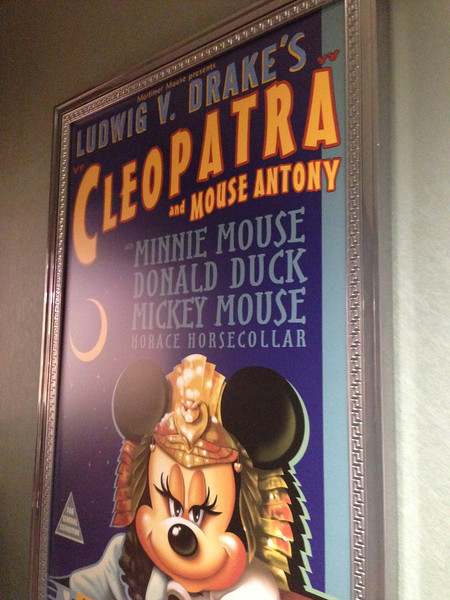 Mortimer Mouse presents
LUDWIG V. DRAKE'S
CLEOPATRA
and MOUSE ANTONY
MINNIE MOUSE
DONALD DUCK
MICKEY MOUSE
HORACE HORSECOLLAR